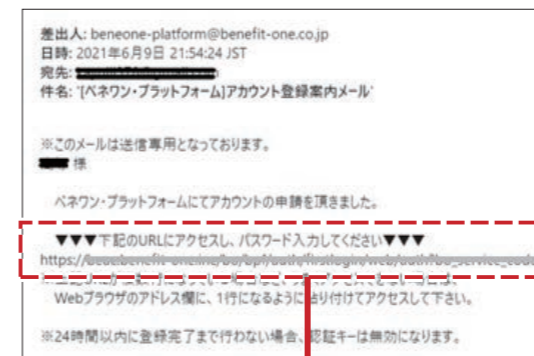 差出人: beneone-platform@benefit-one.co.jp
日時: 2021年6月9日 21:54:24 JST
宛先:
件名: '[ベネワン・プラットフォーム]アカウント登録案内メール'
※このメールは送信専用となっております。
様
ベネワン・プラットフォームにてアカウントの申請を頂きました。
▼▼▼下記のURLにアクセスし、パスワード入力してください▼▼▼
https://
Webブラウザのアドレス欄に、1行になるように貼り付けてアクセスして下さい。
※24時間以内に登録完了まで行わない場合、認証キーは無効になります。